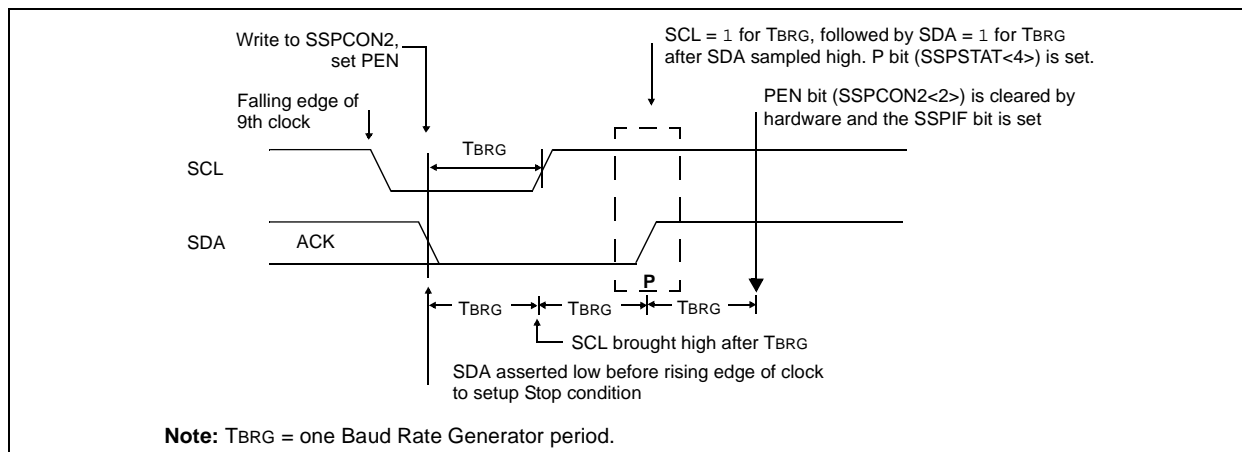 Write to SSPCON2,
set PEN
SCL = 1 for TBRG, followed by SDA = 1 for TBRG
after SDA sampled high. P bit (SSPSTAT<4>) is set.
Falling edge of
9th clock
PEN bit (SSPCON2<2>) is cleared by
hardware and the SSPIF bit is set
TBRG
SCL
SDA
ACK
P
TBRG
TBRG
TBRG
SCL brought high after TBRG
SDA asserted low before rising edge of clock
to setup Stop condition
Note: TBRG = one Baud Rate Generator period.